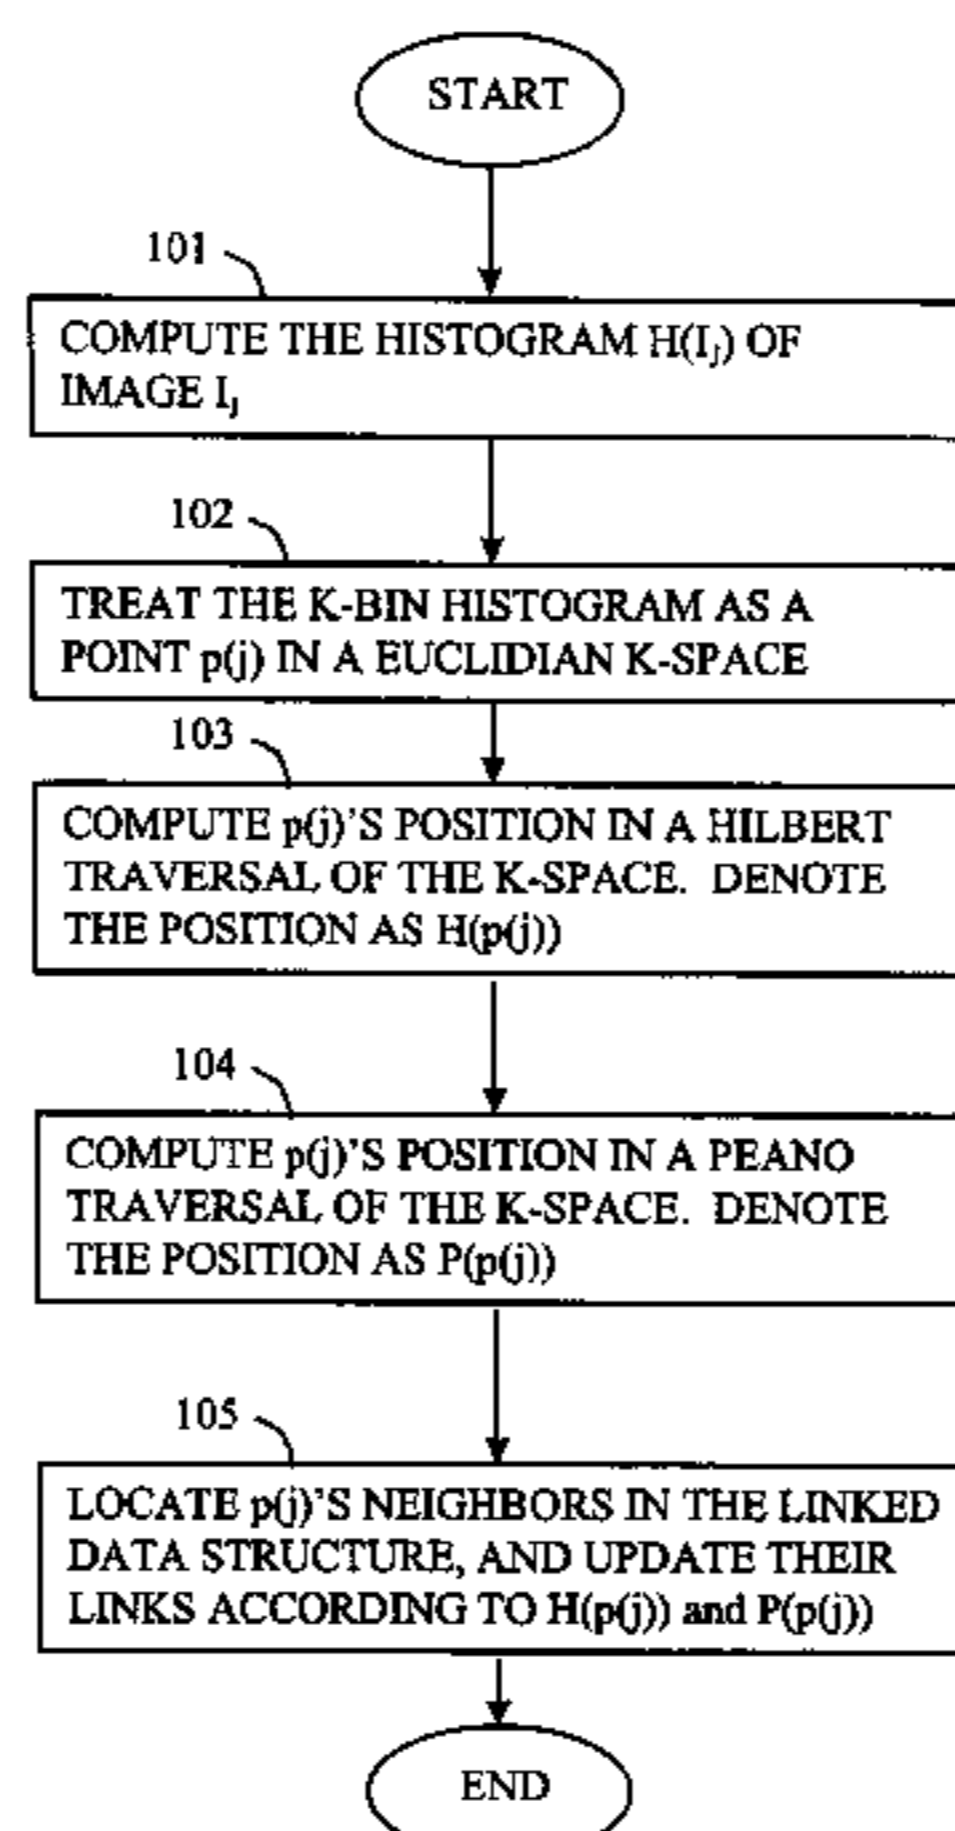 START
101
COMPUTE THE HISTOGRAM H(Ij) OF
IMAGE Ij
102
TREAT THE K-BIN HISTOGRAM AS A
POINT p(j) IN A EUCLIDIAN K-SPACE
103
COMPUTE p(j)'S POSITION IN A HILBERT
TRAVERSAL OF THE K-SPACE. DENOTE
THE POSITION AS H(p(j))
104
COMPUTE p(j)'S POSITION IN A PEANO
TRAVERSAL OF THE K-SPACE. DENOTE
THE POSITION AS P(p(j))
105
LOCATE p(j)'S NEIGHBORS IN THE LINKED
DATA STRUCTURE, AND UPDATE THEIR
LINKS ACCORDING TO H(p(j)) and P(p(j))
END